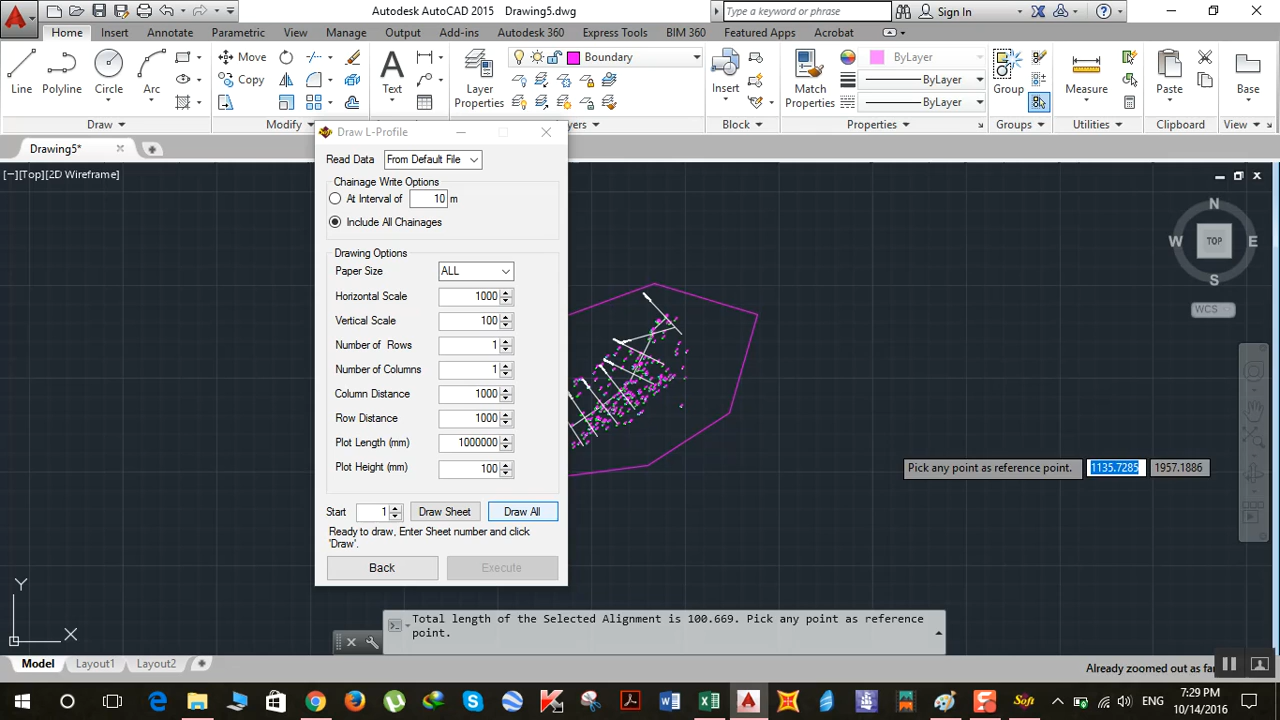 Autodesk AutoCAD 2015 Drawing5.dwg
Type a keyword or phrase
Sign In
Home Insert Annotate Parametric View Manage Output Add-ins Autodesk 360 Express Tools BIM 360 Featured Apps Acrobat
Line Polyline Circle Arc
Move
Copy
Text
Layer Properties
Boundary
Insert
Match Properties
ByLayer
ByLayer
ByLayer
Group
Measure
Paste
Base
Draw Modify Layers Block Properties Groups Utilities Clipboard View
Drawing5*
[−][Top][2D Wireframe]
Draw L-Profile
Read Data From Default File
Chainage Write Options
At Interval of 10 m
Include All Chainages
Drawing Options
Paper Size ALL
Horizontal Scale 1000
Vertical Scale 100
Number of Rows 1
Number of Columns 1
Column Distance 1000
Row Distance 1000
Plot Length (mm) 1000000
Plot Height (mm) 100
Start 1 Draw Sheet Draw All
Ready to draw, Enter Sheet number and click
'Draw'.
Back Execute
N
W TOP E
S
WCS
Pick any point as reference point. 1135.7285 1957.1886
Y
X
Total length of the Selected Alignment is 100.669. Pick any point as reference
point.
Model Layout1 Layout2
Already zoomed out as far
ENG
7:29 PM
10/14/2016
Soft